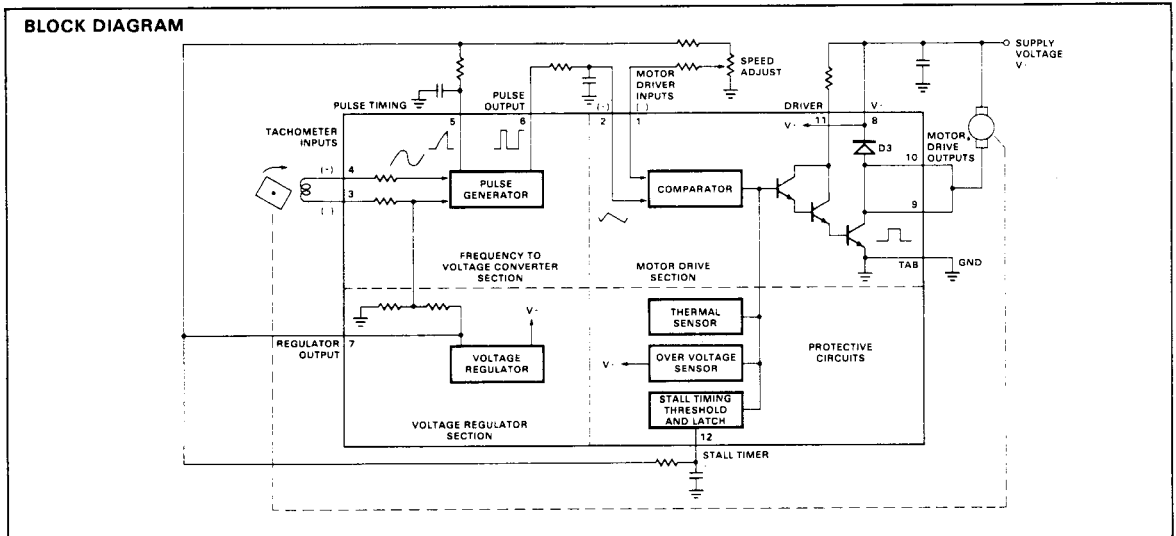 BLOCK DIAGRAM
SUPPLY
VOLTAGE
V·
SPEED
ADJUST
MOTOR
DRIVER
INPUTS
PULSE
OUTPUT
PULSE TIMING
(-)
(-)
DRIVER
V·
5
6
2
1
11
8
TACHOMETER
INPUTS
V·
D3
MOTOR
DRIVE
OUTPUTS
10
(-)
4
3
(-)
PULSE
GENERATOR
COMPARATOR
9
FREQUENCY TO
VOLTAGE CONVERTER
SECTION
MOTOR DRIVE
SECTION
TAB
GND
V·
THERMAL
SENSOR
REGULATOR
OUTPUT
7
VOLTAGE
REGULATOR
V·
OVER VOLTAGE
SENSOR
PROTECTIVE
CIRCUITS
STALL TIMING
THRESHOLD
AND LATCH
VOLTAGE REGULATOR
SECTION
12
STALL TIMER